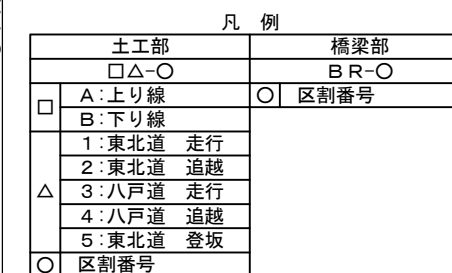 凡 例
土工部 橋梁部
□△-○ BR-○
□ A:上り線 ○ 区割番号
B:下り線
△ 1:東北道 走行
2:東北道 追越
3:八戸道 走行
4:八戸道 追越
5:東北道 登坂
○ 区割番号